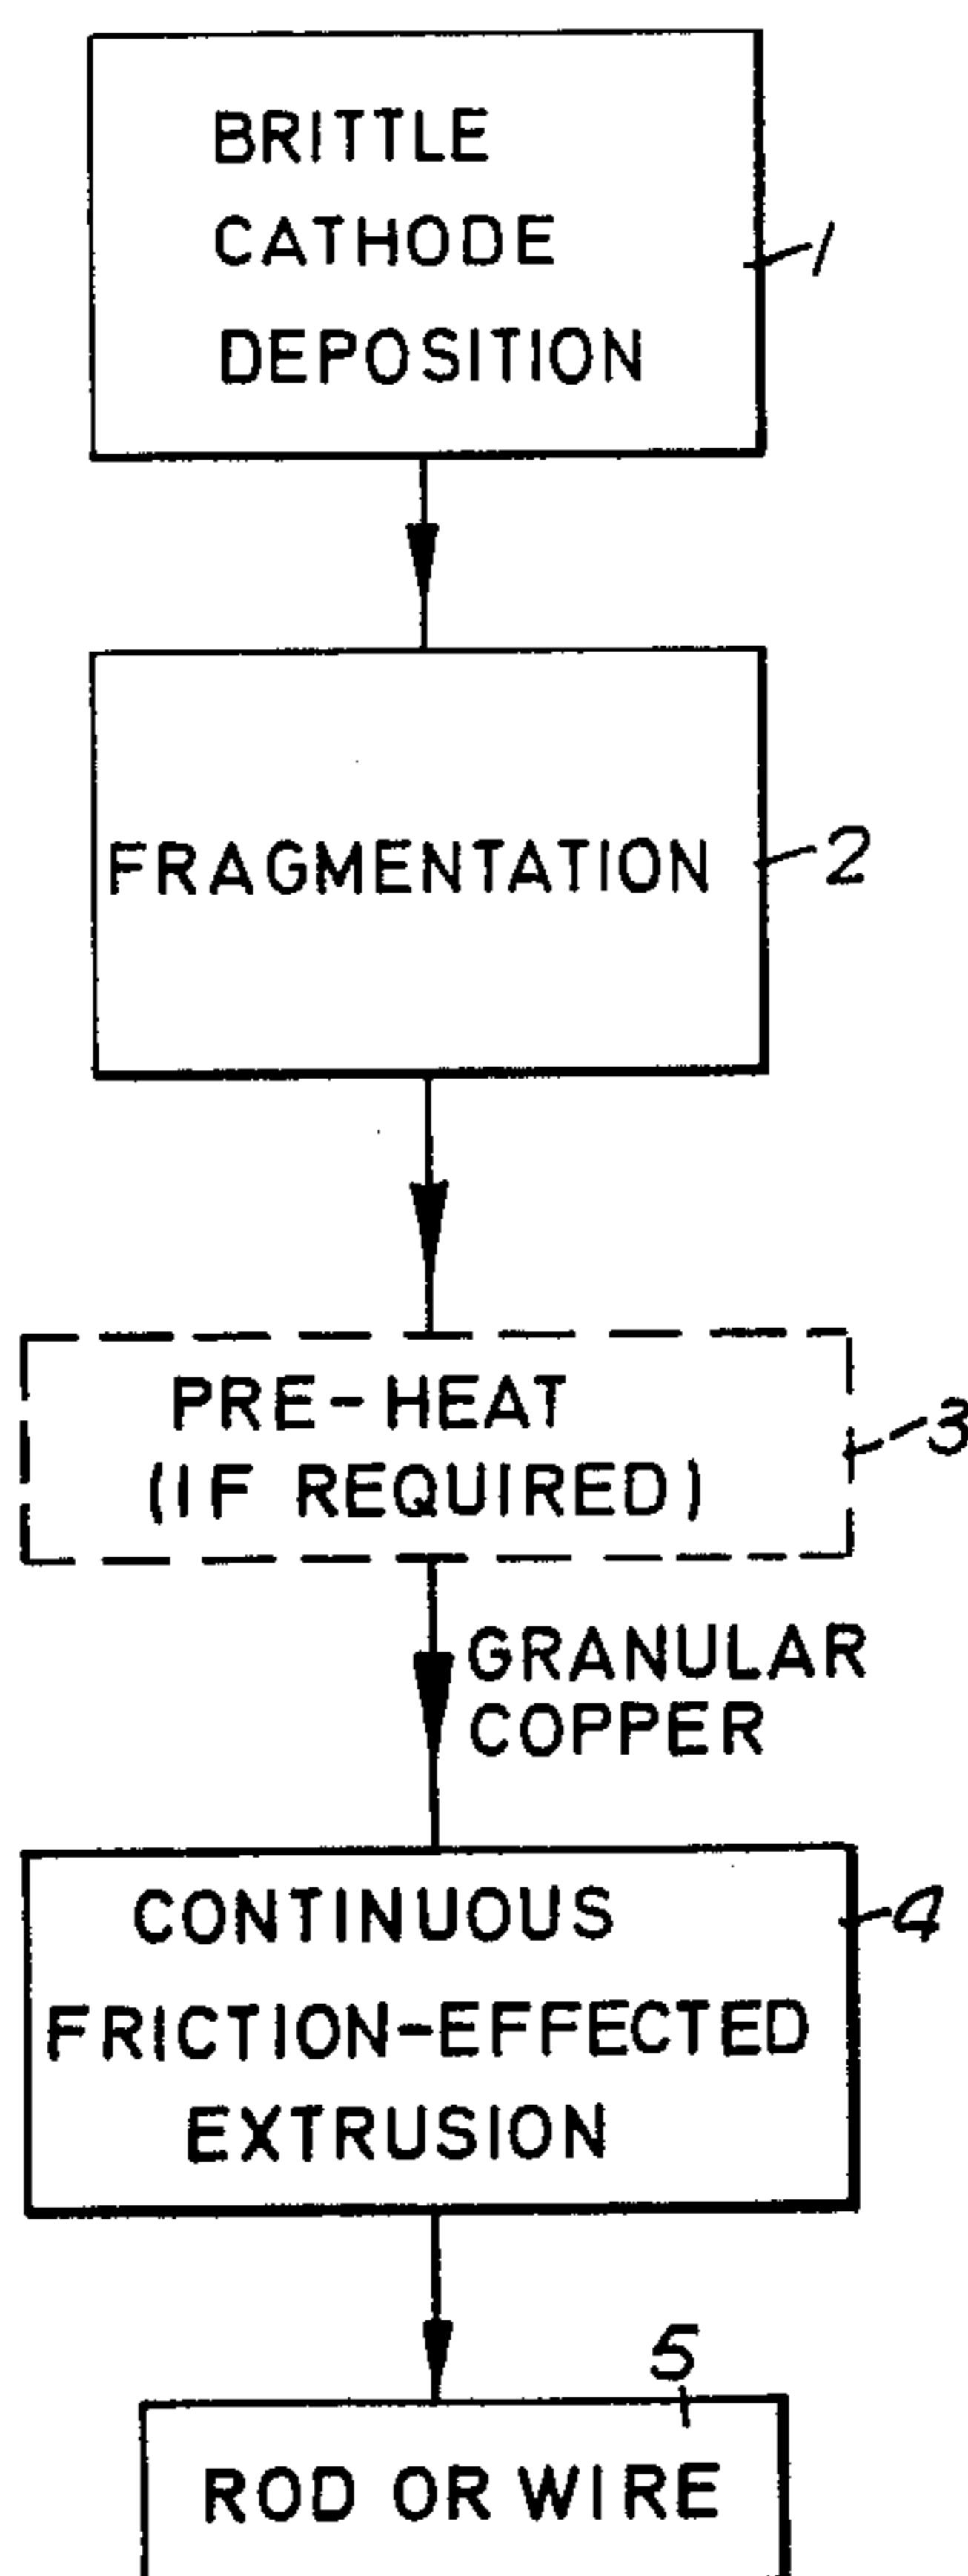 BRITTLE
CATHODE
DEPOSITION
1
FRAGMENTATION
2
PRE-HEAT
(IF REQUIRED)
3
GRANULAR
COPPER
CONTINUOUS
FRICTION-EFFECTED
EXTRUSION
4
5
ROD OR WIRE